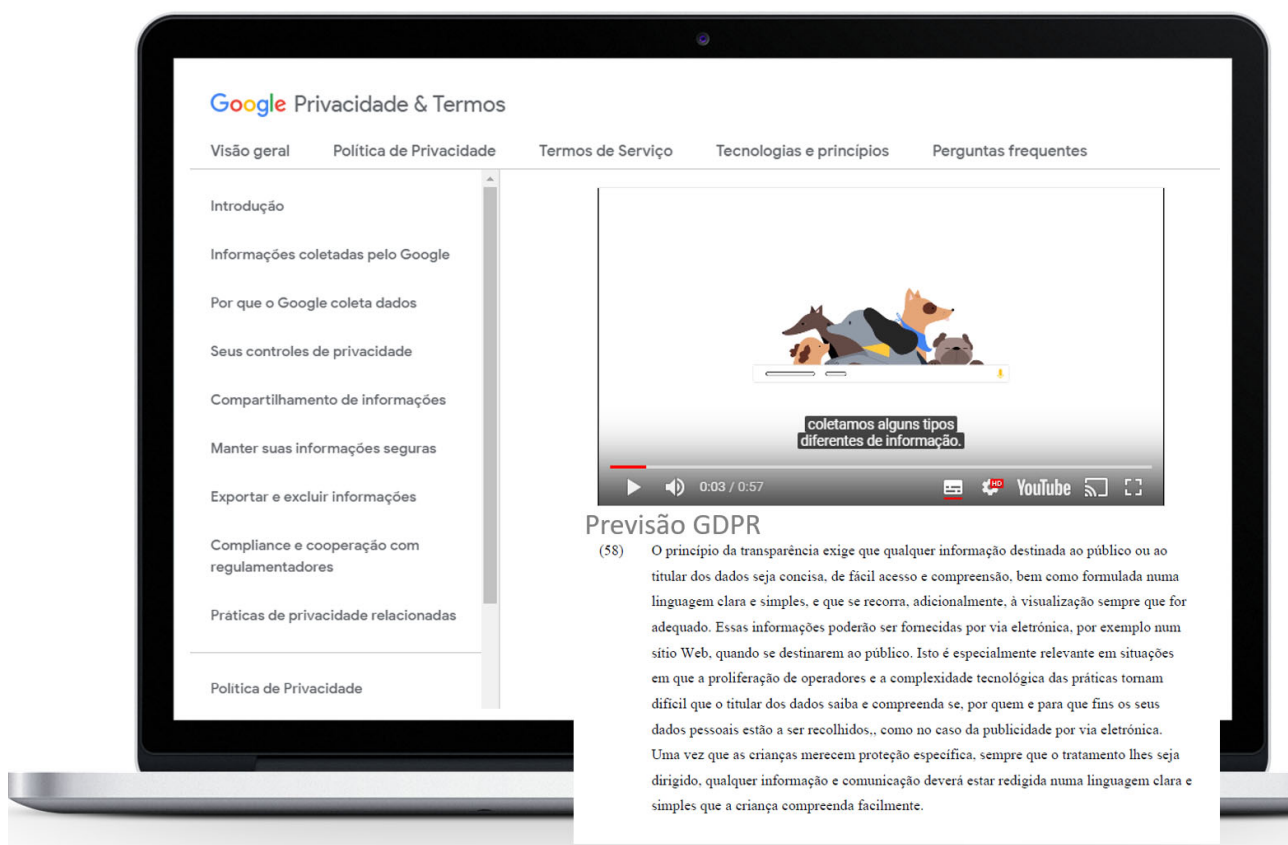 Google Privacidade & Termos
Visão geral Política de Privacidade Termos de Serviço Tecnologias e princípios Perguntas frequentes
Introdução
Informações coletadas pelo Google
Por que o Google coleta dados
Seus controles de privacidade
Compartilhamento de informações
Manter suas informações seguras
Exportar e excluir informações
Compliance e cooperação com
regulamentadores
Práticas de privacidade relacionadas
Política de Privacidade
coletamos alguns tipos
diferentes de informação.
0:03 / 0:57 HD YouTube
Previsão GDPR
(58) O princípio da transparência exige que qualquer informação destinada ao público ou ao
titular dos dados seja concisa, de fácil acesso e compreensão, bem como formulada numa
linguagem clara e simples, e que se recorra, adicionalmente, à visualização sempre que for
adequado. Essas informações poderão ser fornecidas por via eletrónica, por exemplo num
sítio Web, quando se destinarem ao público. Isto é especialmente relevante em situações
em que a proliferação de operadores e a complexidade tecnológica das práticas tornam
difícil que o titular dos dados saiba e compreenda se, por quem e para que fins os seus
dados pessoais estão a ser recolhidos,, como no caso da publicidade por via eletrónica.
Uma vez que as crianças merecem proteção específica, sempre que o tratamento lhes seja
dirigido, qualquer informação e comunicação deverá estar redigida numa linguagem clara e
simples que a criança compreenda facilmente.